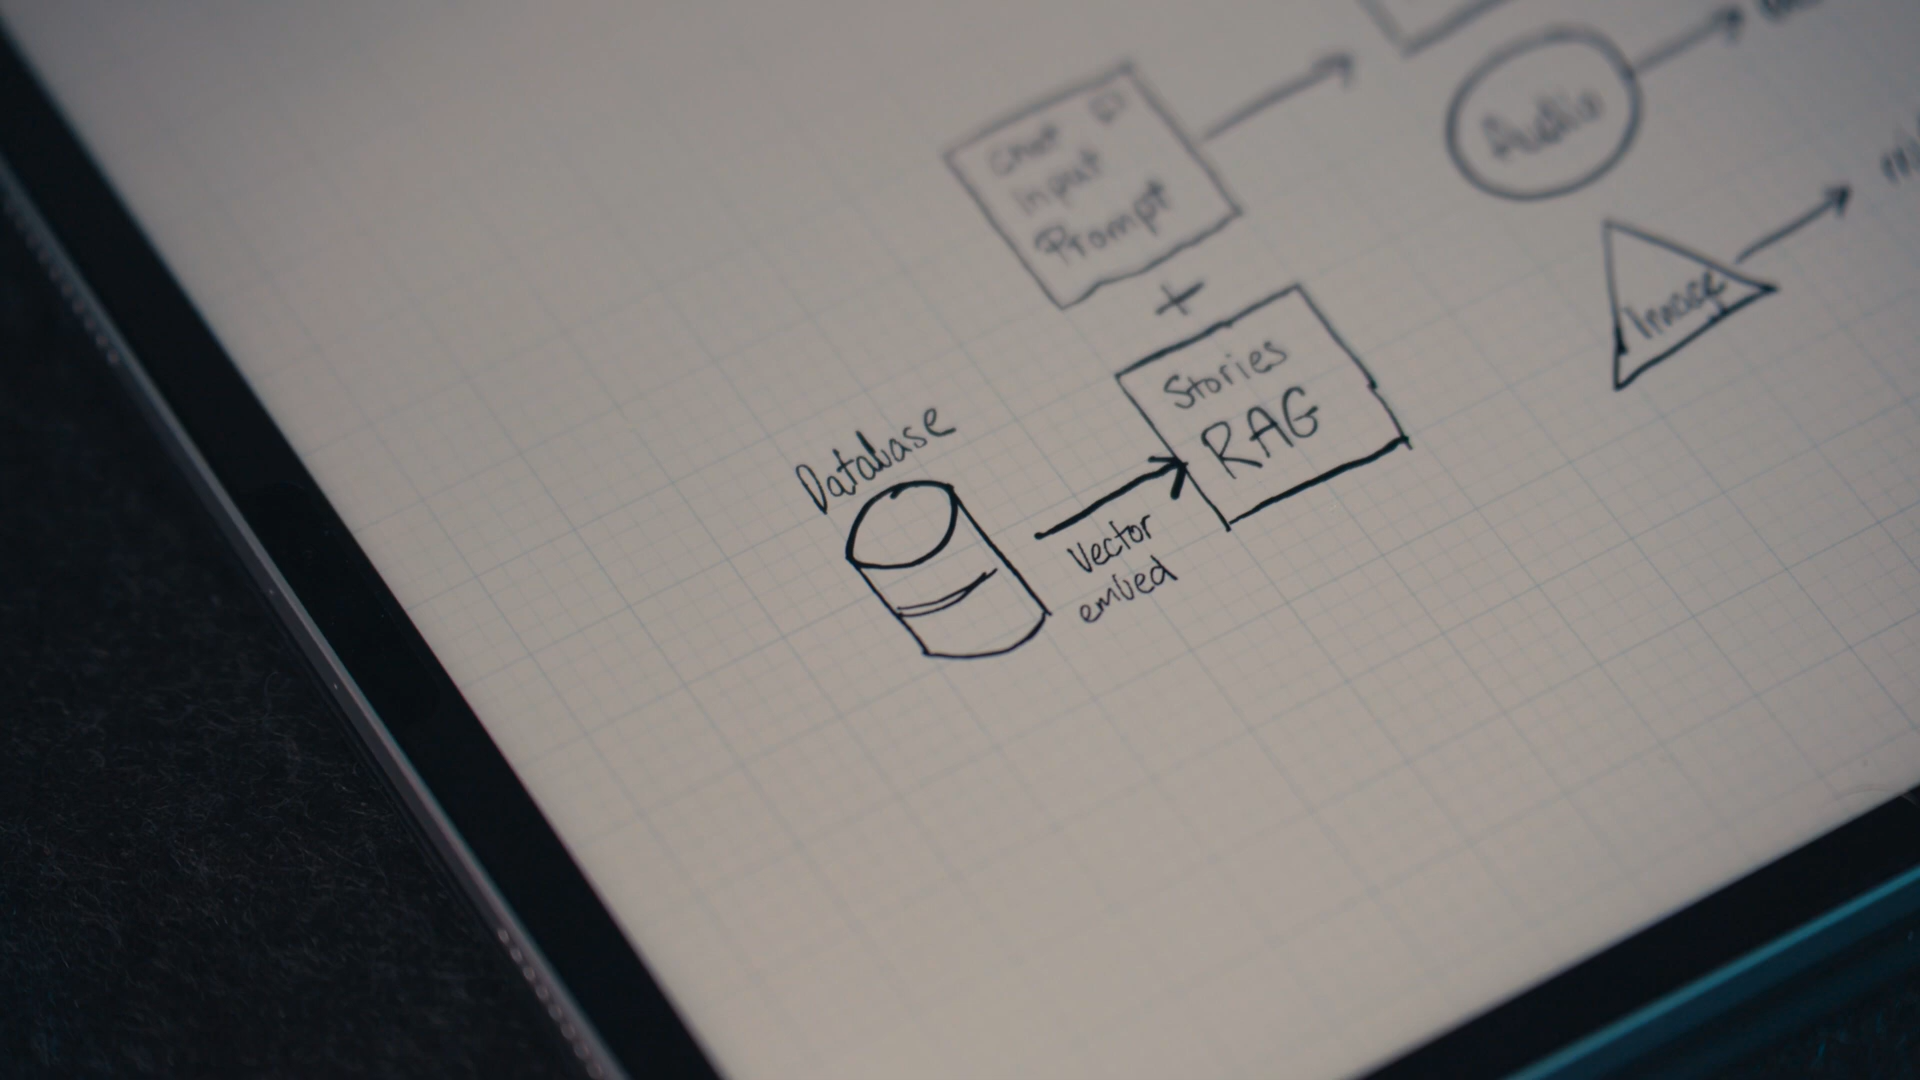 Chat
Input
Prompt
+
Stories
RAG
Database
Vector
embed
Audio
Image